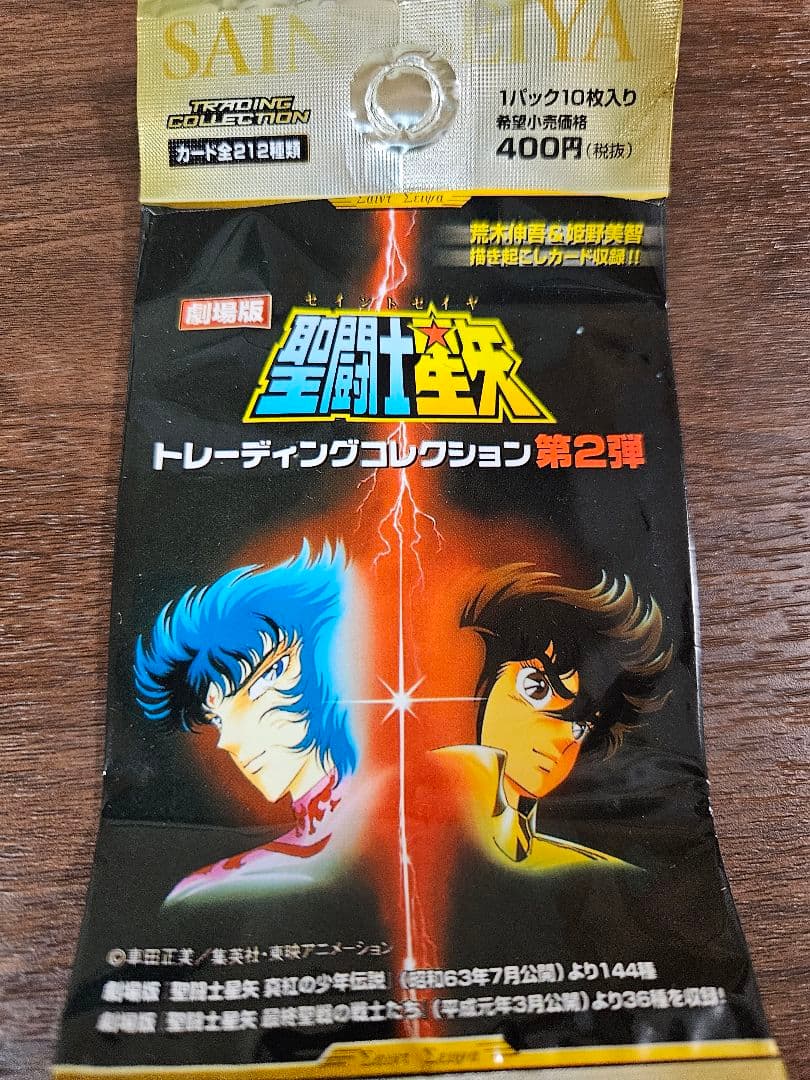 SAINT SEIYA
TRADING COLLECTION
カード全212種類
1パック10枚入り
希望小売価格
400円(税抜)
Saint Σeiya
荒木伸吾&姫野美智
描き起こしカード収録!!
劇場版
セイントセイヤ
聖闘士星矢
トレーディングコレクション 第2弾
©車田正美/集英社・東映アニメーション
劇場版 聖闘士星矢 真紅の少年伝説 (昭和63年7月公開)より144種
劇場版 聖闘士星矢 最終聖戦の戦士たち (平成元年3月公開)より36種を収録!
Saint Σeiya